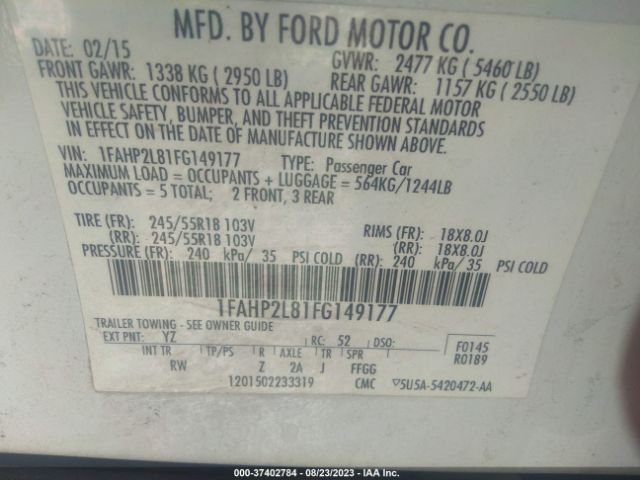 MFD. BY FORD MOTOR CO.
DATE: 02/15 GVWR: 2477 KG ( 5460 LB)
FRONT GAWR: 1338 KG ( 2950 LB) REAR GAWR: 1157 KG ( 2550 LB)
THIS VEHICLE CONFORMS TO ALL APPLICABLE FEDERAL MOTOR
VEHICLE SAFETY, BUMPER, AND THEFT PREVENTION STANDARDS
IN EFFECT ON THE DATE OF MANUFACTURE SHOWN ABOVE.
VIN: 1FAHP2L81FG149177 TYPE: Passenger Car
MAXIMUM LOAD = OCCUPANTS + LUGGAGE = 564KG/1244LB
OCCUPANTS = 5 TOTAL; 2 FRONT, 3 REAR
TIRE (FR): 245/55R18 103V RIMS (FR): 18X8.0J
(RR): 245/55R18 103V (RR): 18X8.0J
PRESSURE (FR): 240 kPa/ 35 PSI COLD (RR): 240 kPa/ 35 PSI COLD
1FAHP2L81FG149177
TRAILER TOWING - SEE OWNER GUIDE
EXT PNT: YZ RC: 52 DSO: F0145
INT TR TP/PS R AXLE TR SPR R0189
RW Z 2A J FFGG
1201502233319 CMC ▽5U5A-5420472-AA
000-37402784 - 08/23/2023 - IAA Inc.